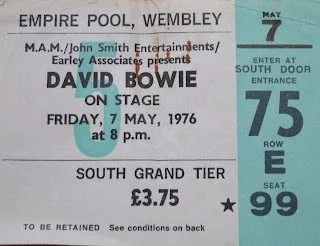 EMPIRE POOL, WEMBLEY
M.A.M./John Smith Entertainments/
Earley Associates presents
5
DAVID BOWIE
ON STAGE
FRIDAY, 7 MAY, 1976
at 8 p.m.
SOUTH GRAND TIER
£3.75
TO BE RETAINED See conditions on back
MAY
7
ENTER AT
SOUTH DOOR
ENTRANCE
75
ROW
E
SEAT
★ 99